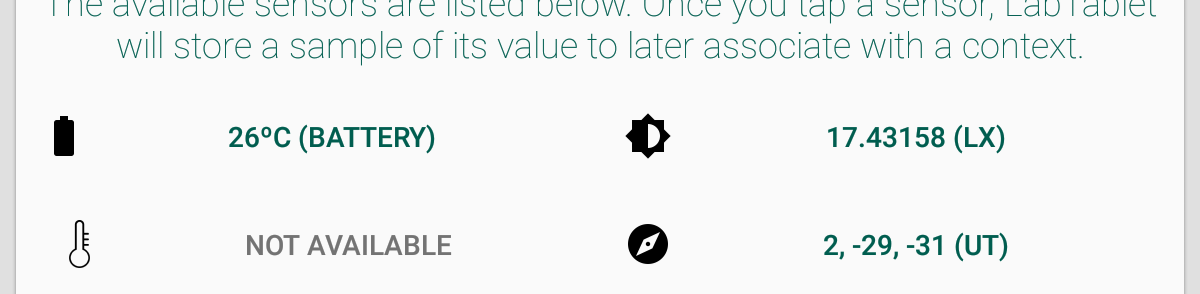 The available sensors are listed below. Once you tap a sensor, LabTablet
will store a sample of its value to later associate with a context.
26ºC (BATTERY)
17.43158 (LX)
NOT AVAILABLE
2, -29, -31 (UT)